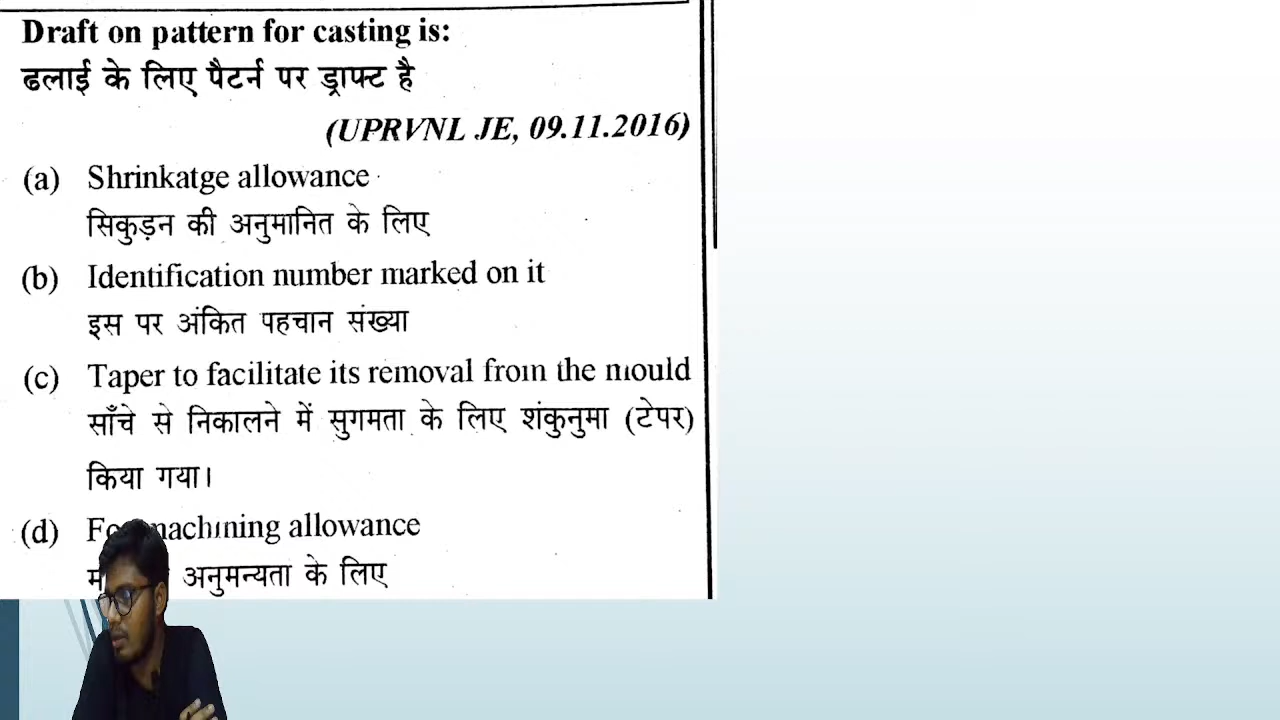 Draft on pattern for casting is:
ढलाई के लिए पैटर्न पर ड्राफ्ट है
(UPRVNL JE, 09.11.2016)
(a) Shrinkatge allowance
सिकुड़न की अनुमानित के लिए
(b) Identification number marked on it
इस पर अंकित पहचान संख्या
(c) Taper to facilitate its removal from the mould
साँचे से निकालने में सुगमता के लिए शंकुनुमा (टेपर)
किया गया।
(d) machining allowance
अनुमन्यता के लिए